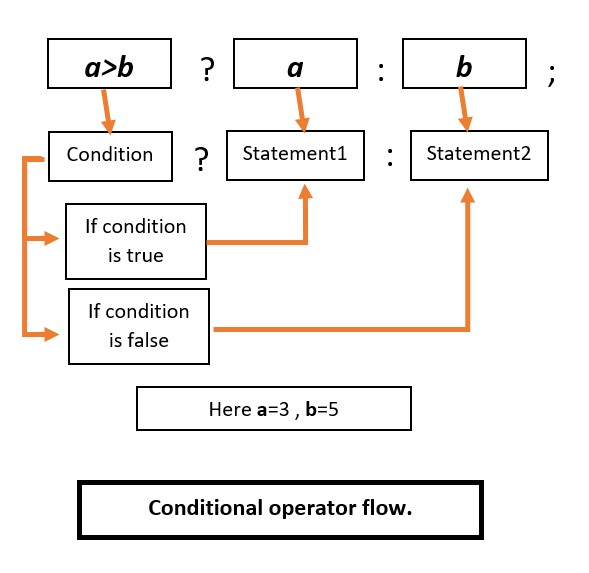 a>b ? a : b ;
Condition ? Statement1 : Statement2
If condition
is true
If condition
is false
Here a=3 , b=5
Conditional operator flow.